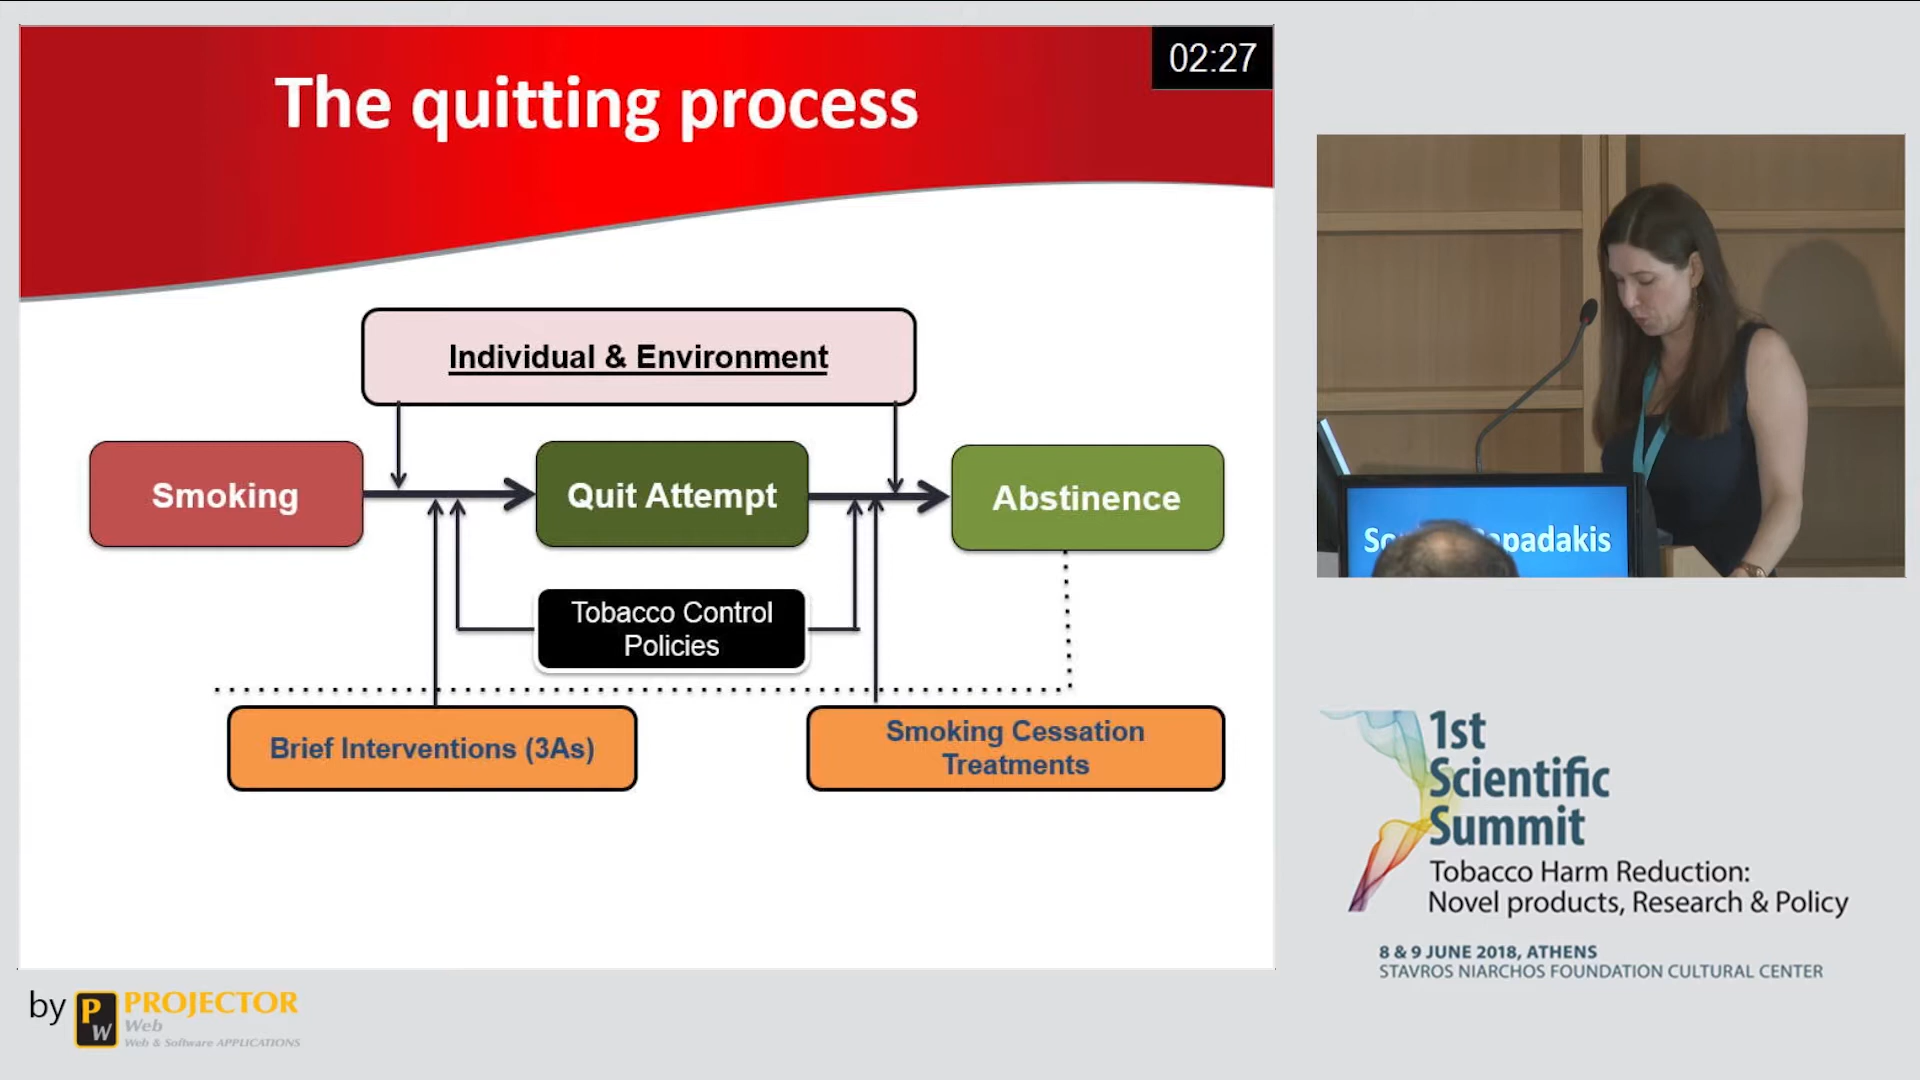 The quitting process
02:27
Individual & Environment
Smoking
Quit Attempt
Abstinence
Tobacco Control
Policies
Brief Interventions (3As)
Smoking Cessation
Treatments
papadakis
1st
Scientific
Summit
Tobacco Harm Reduction:
Novel products, Research & Policy
8 & 9 JUNE 2018, ATHENS
STAVROS NIARCHOS FOUNDATION CULTURAL CENTER
by PW PROJECTOR
Web
Web & Software APPLICATIONS